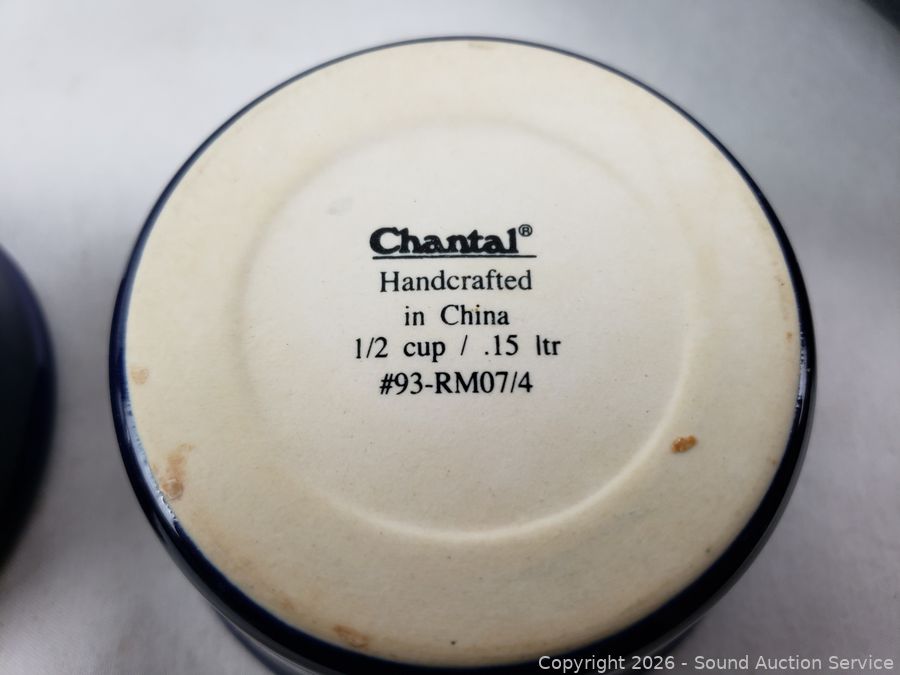 Chantal®
Handcrafted
in China
1/2 cup / .15 ltr
#93-RM07/4
Copyright 2026 - Sound Auction Service